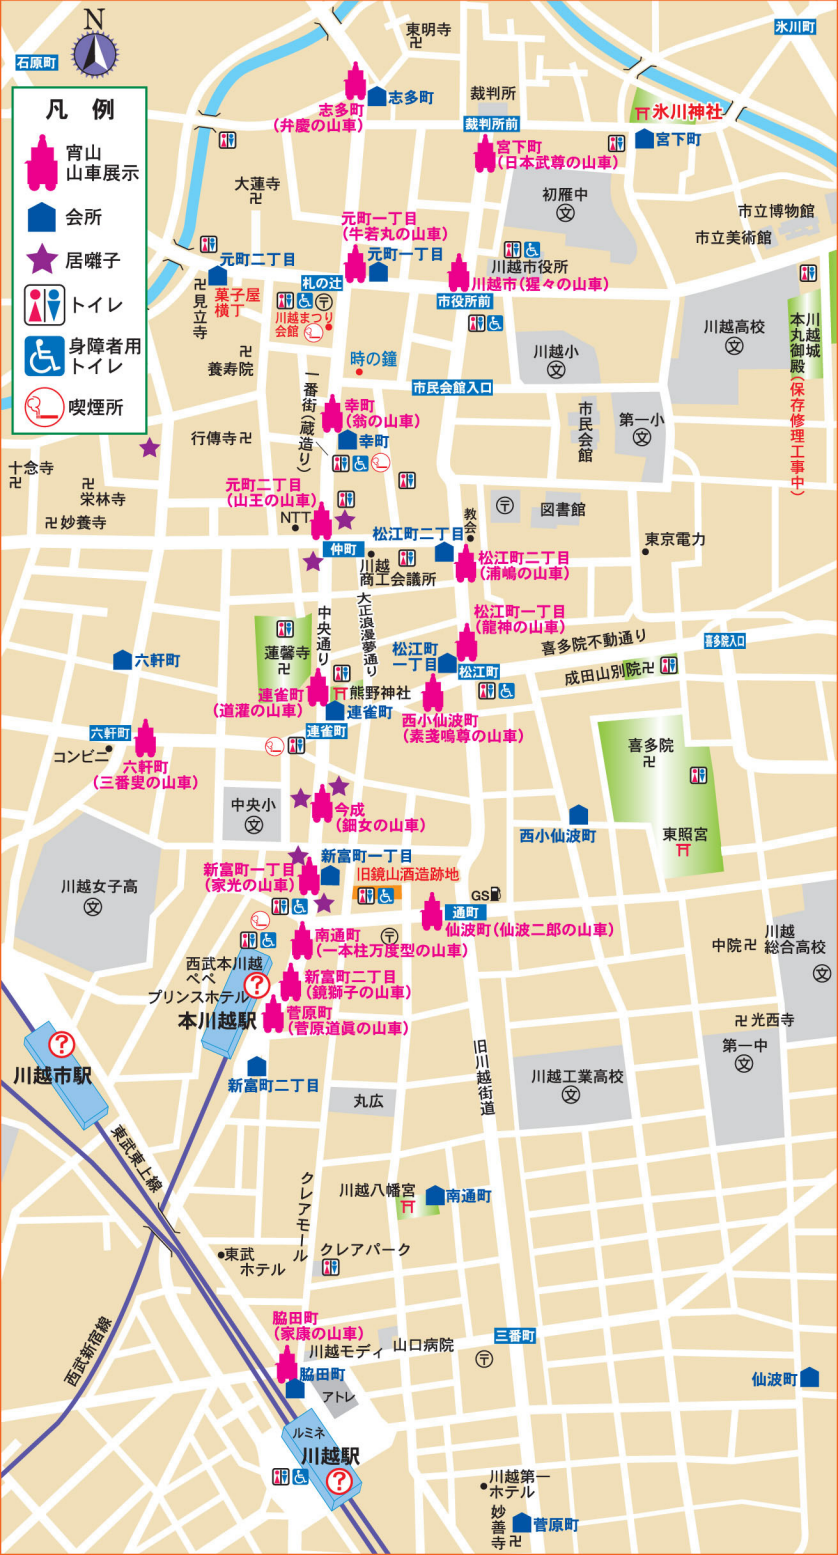 N
石原町
氷川町
東明寺
凡 例
宵山
山車展示
会所
居囃子
トイレ
身障者用
トイレ
喫煙所
志多町
志多町
(弁慶の山車)
裁判所
裁判所前
氷川神社
宮下町
宮下町
(日本武尊の山車)
大蓮寺
初雁中
文
市立博物館
市立美術館
元町一丁目
(牛若丸の山車)
元町一丁目
元町二丁目
菓子屋
横丁
見立寺
札の辻
川越市役所
川越市(猩々の山車)
市役所前
川越まつり
会館
川越高校
文
川越城
本丸御殿
(保存修理工事中)
養寿院
時の鐘
川越小
文
市民会館入口
一番街(蔵造り)
幸町
(翁の山車)
幸町
市民会館
第一小
文
行傳寺
十念寺
栄林寺
妙養寺
元町二丁目
(山王の山車)
NTT
図書館
教会
東京電力
仲町
川越
商工会議所
松江町二丁目
松江町二丁目
(浦嶋の山車)
中央通り
大正浪漫夢通り
松江町一丁目
(龍神の山車)
松江町
一丁目
松江町
喜多院不動通り
喜多院入口
成田山別院
蓮馨寺
六軒町
熊野神社
連雀町
(道灌の山車)
連雀町
連雀町
西小仙波町
(素戔嗚尊の山車)
六軒町
コンビニ
六軒町
(三番叟の山車)
喜多院
東照宮
中央小
文
今成
(鈿女の山車)
西小仙波町
新富町一丁目
新富町一丁目
(家光の山車)
旧鏡山酒造跡地
川越女子高
文
GS
通町
仙波町(仙波二郎の山車)
南通町
(一本柱万度型の山車)
川越
総合高校
文
中院
西武本川越
ペペ
プリンスホテル
本川越駅
?
新富町二丁目
(鏡獅子の山車)
菅原町
(菅原道眞の山車)
光西寺
第一中
文
?
川越市駅
新富町二丁目
旧川越街道
川越工業高校
文
丸広
東武東上線
クレアモール
川越八幡宮
南通町
東武
ホテル
クレアパーク
西武新宿線
脇田町
(家康の山車)
川越モディ
山口病院
三番町
脇田町
アトレ
仙波町
ルミネ
川越駅
?
川越第一
ホテル
妙善寺
菅原町